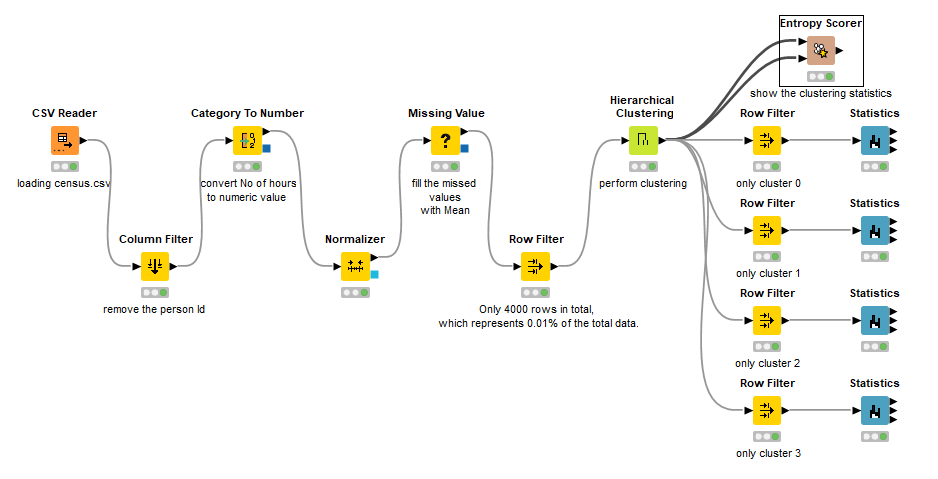 Entropy Scorer
show the clustering statistics
CSV Reader
loading census.csv
Column Filter
remove the person Id
Category To Number
convert No of hours
to numeric value
Normalizer
Missing Value
?
fill the missed
values
with Mean
Row Filter
Only 4000 rows in total,
which represents 0.01% of the total data.
Hierarchical
Clustering
perform clustering
Row Filter
only cluster 0
Statistics
Row Filter
only cluster 1
Statistics
Row Filter
only cluster 2
Statistics
Row Filter
only cluster 3
Statistics